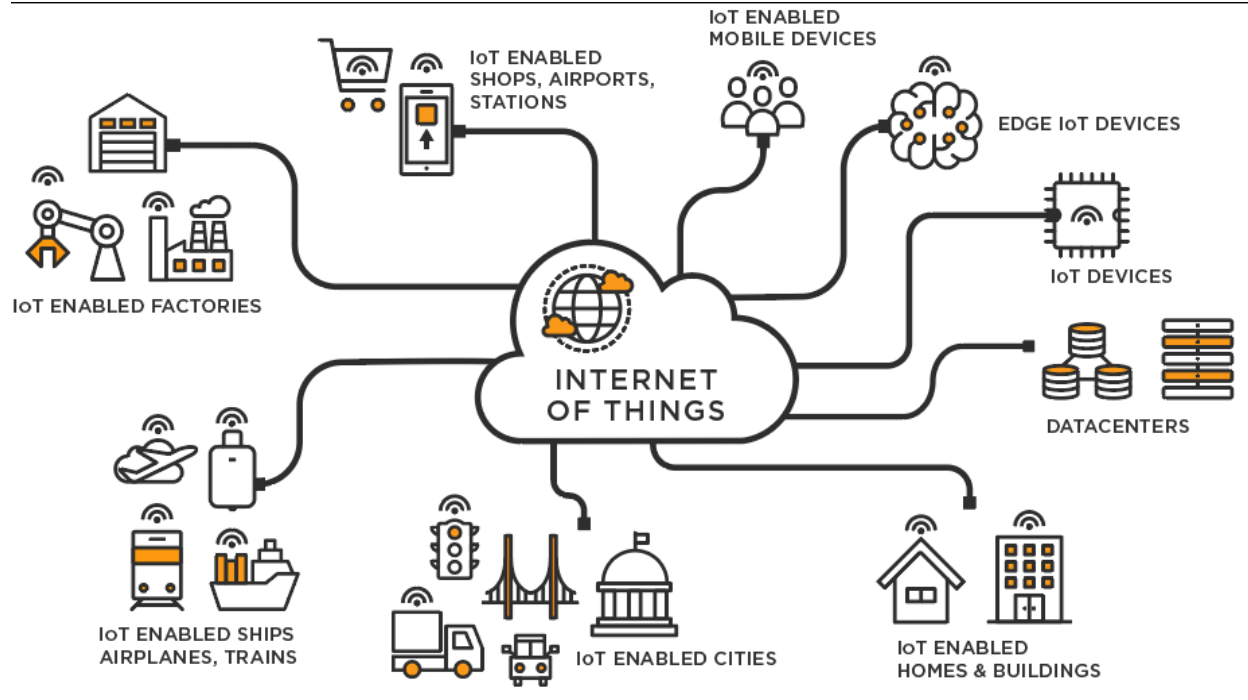 IoT ENABLED
MOBILE DEVICES
IoT ENABLED
SHOPS, AIRPORTS,
STATIONS
EDGE IoT DEVICES
IoT DEVICES
IoT ENABLED FACTORIES
INTERNET
OF THINGS
DATACENTERS
IoT ENABLED SHIPS
AIRPLANES, TRAINS
IoT ENABLED CITIES
IoT ENABLED
HOMES & BUILDINGS